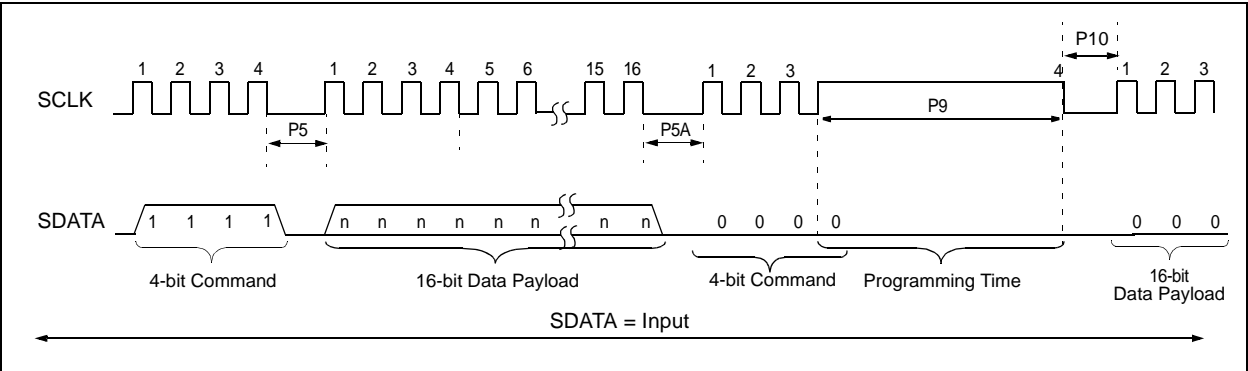 P10
1 2 3 4 1 2 3 4 5 6 15 16 1 2 3 4 1 2 3
SCLK
P9
P5 P5A
SDATA
1 1 1 1 n n n n n n n n 0 0 0 0 0 0 0
4-bit Command 16-bit Data Payload 4-bit Command Programming Time 16-bit
Data Payload
SDATA = Input